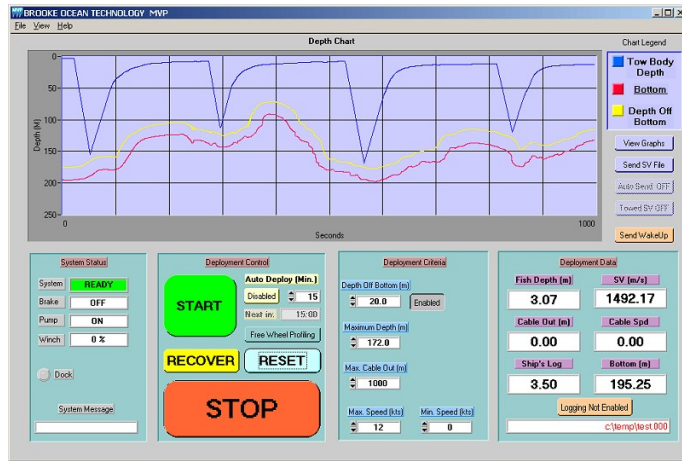 BROOKE OCEAN TECHNOLOGY MVP
File View Help
Depth Chart
Chart Legend
Tow Body
Depth
Bottom
Depth Off
Bottom
0-
50-
100-
150-
200-
250-
Depth (M)
0
1000
Seconds
View Graphs
Send SV File
Auto Send OFF
Towed SV OFF
Send WakeUp
System Status
System READY
Brake OFF
Pump ON
Winch 0 %
Dock
System Message
Deployment Control
START
Auto Deploy (Min.)
Disabled 15
Next in: 15:00
Free Wheel Profiling
RECOVER RESET
STOP
Deployment Criteria
Depth Off Bottom (m)
20.0 Enabled
Maximum Depth (m)
172.0
Max. Cable Out (m)
1000
Max. Speed (kts) Min. Speed (kts)
12 0
Deployment Data
Fish Depth (m) SV (m/s)
3.07 1492.17
Cable Out (m) Cable Spd
0.00 0.00
Ship's Log Bottom (m)
3.50 195.25
Logging Not Enabled
c:\temp\test.000